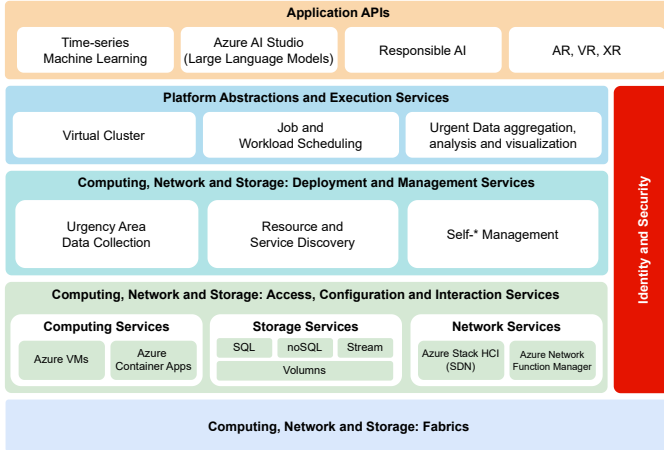 Application APIs
Time-series
Machine Learning
Azure AI Studio
(Large Language Models)
Responsible AI
AR, VR, XR
Platform Abstractions and Execution Services
Virtual Cluster
Job and
Workload Scheduling
Urgent Data aggregation,
analysis and visualization
Computing, Network and Storage: Deployment and Management Services
Urgency Area
Data Collection
Resource and
Service Discovery
Self-* Management
Identity and Security
Computing, Network and Storage: Access, Configuration and Interaction Services
Computing Services
Azure VMs
Azure
Container Apps
Storage Services
SQL
noSQL
Stream
Volumns
Network Services
Azure Stack HCI
(SDN)
Azure Network
Function Manager
Computing, Network and Storage: Fabrics